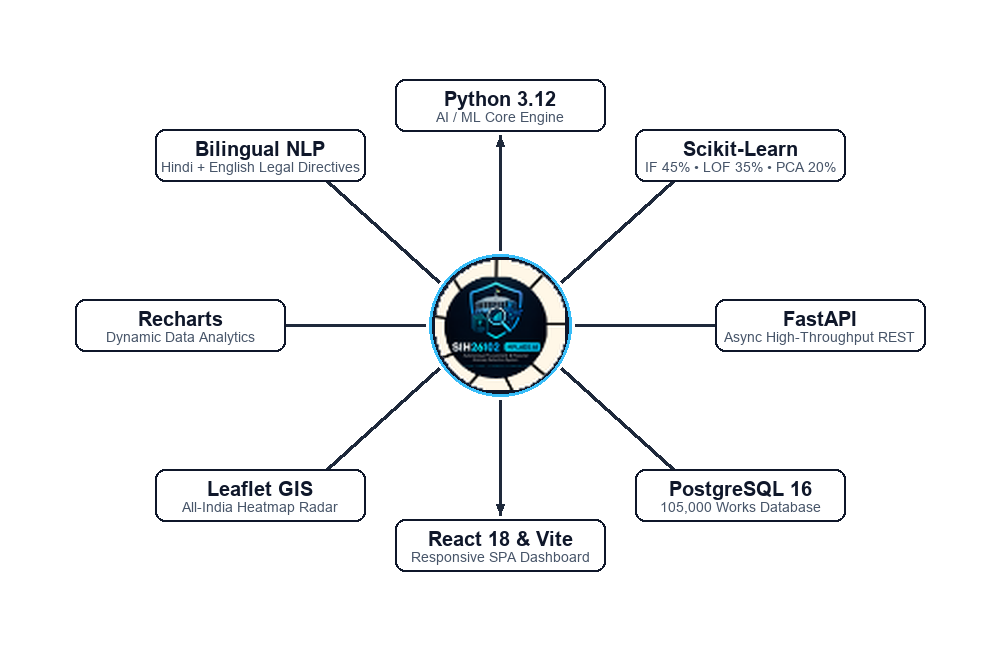 Python 3.12
AI / ML Core Engine
Bilingual NLP
Hindi + English Legal Directives
Scikit-Learn
IF 45% • LOF 35% • PCA 20%
Recharts
Dynamic Data Analytics
SIH26102
FastAPI
Async High-Throughput REST
Leaflet GIS
All-India Heatmap Radar
PostgreSQL 16
105,000 Works Database
React 18 & Vite
Responsive SPA Dashboard